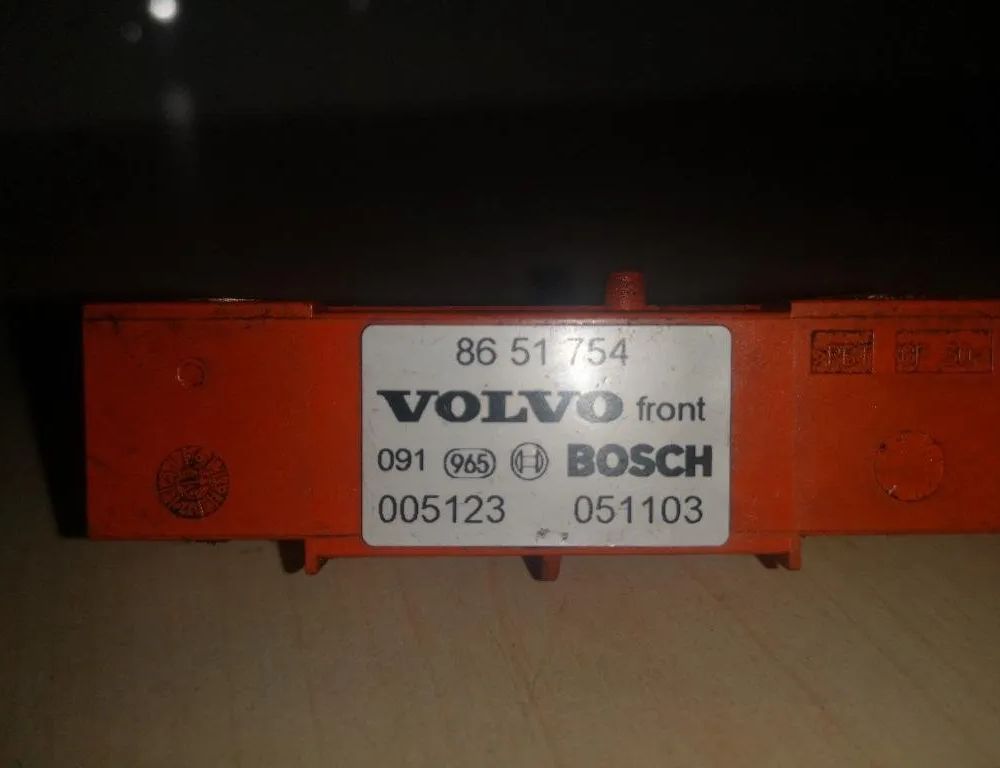 86 51 754
VOLVO front
091 965 BOSCH
005123 051103